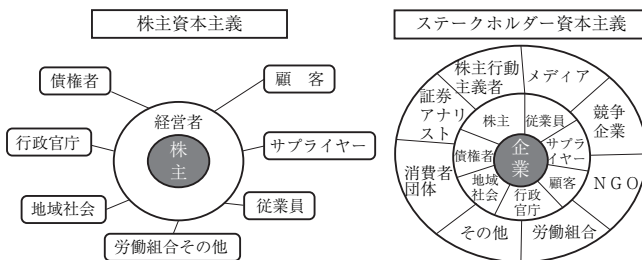 株主資本主義
債権者
顧 客
経営者
株
主
行政官庁
サプライヤー
地域社会
従業員
労働組合その他
ステークホルダー資本主義
株主行動
主義者
メディア
証券
アナリ
スト
競争
企業
株主
従業員
企
業
サプラ
イヤー
債権者
消費者
団体
地域
社会
行政
官庁
顧客
ＮＧＯ
その他
労働組合